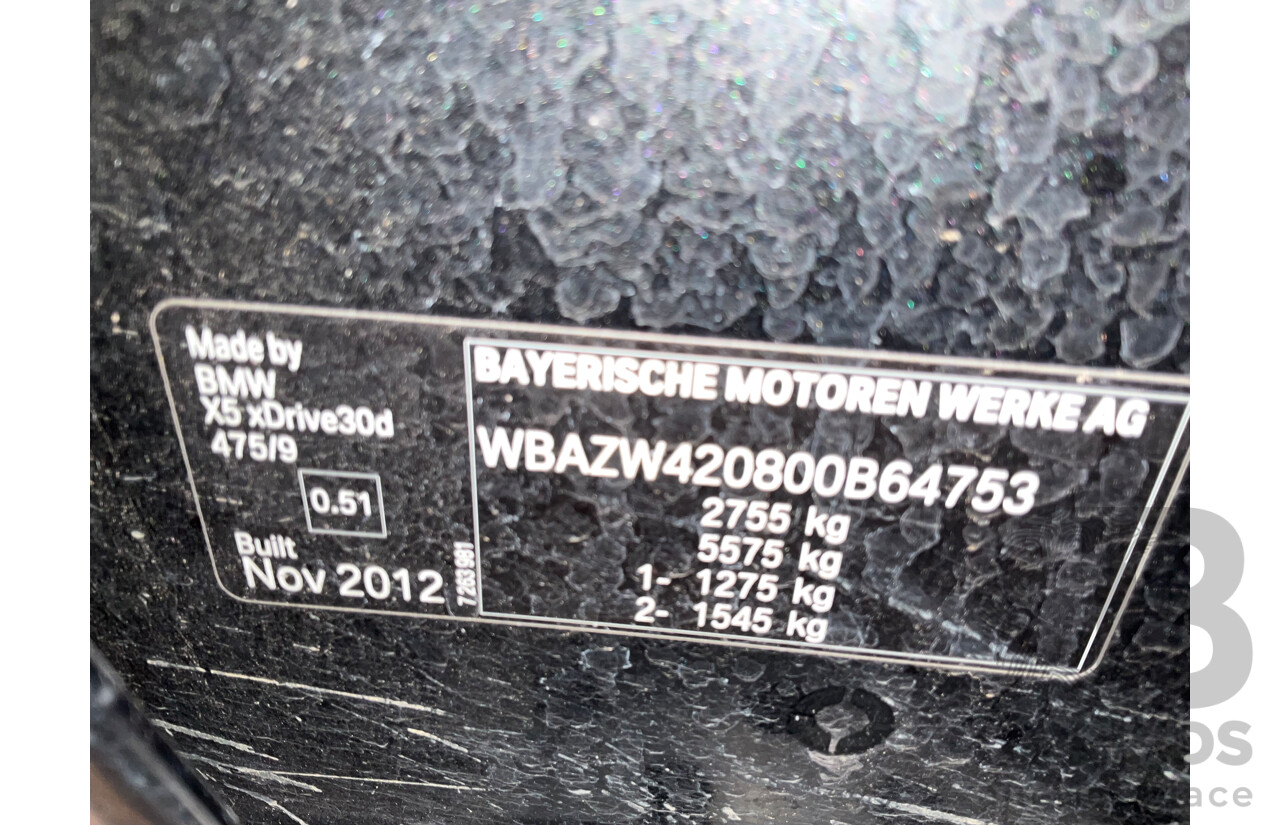 Made by
BMW
X5 xDrive30d
475/9
0.51
Built
Nov 2012
7263991
BAYERISCHE MOTOREN WERKE AG
WBAZW420800B64753
2755 kg
5575 kg
1- 1275 kg
2- 1545 kg